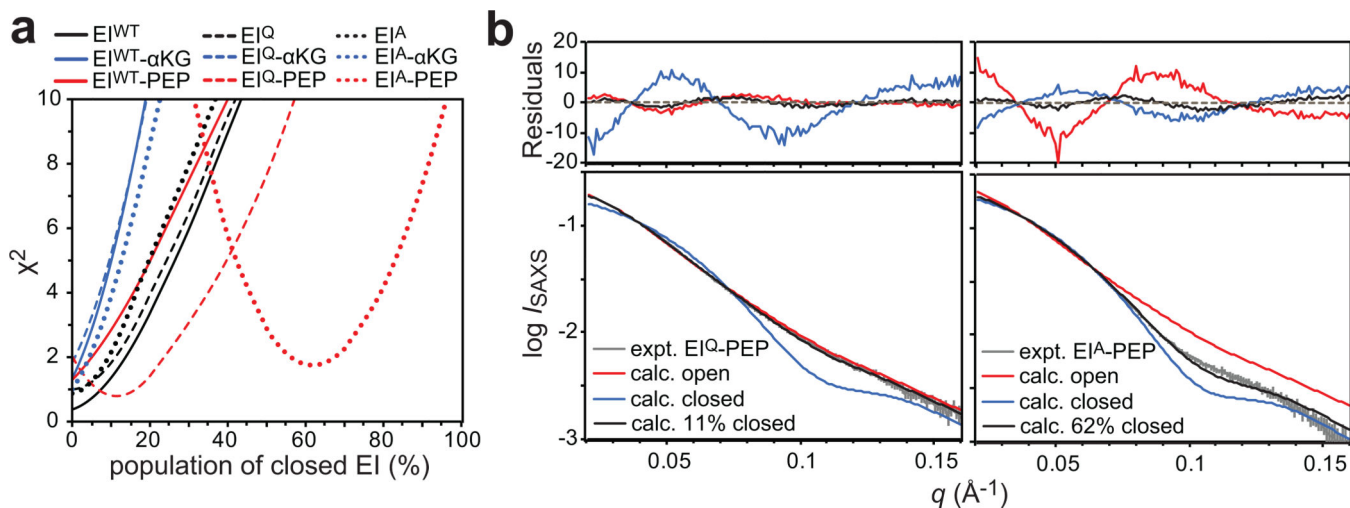 a
EI^WT EI^Q EI^A
EI^WT-αKG EI^Q-αKG EI^A-αKG
EI^WT-PEP EI^Q-PEP EI^A-PEP
10
8
6
4
2
0
χ²
0 20 40 60 80 100
population of closed EI (%)
b
20
10
0
-10
-20
Residuals
-1
-2
-3
log I_SAXS
expt. EI^Q-PEP
calc. open
calc. closed
calc. 11% closed
expt. EI^A-PEP
calc. open
calc. closed
calc. 62% closed
0.05 0.1 0.15 0.05 0.1 0.15
q (Å⁻¹)